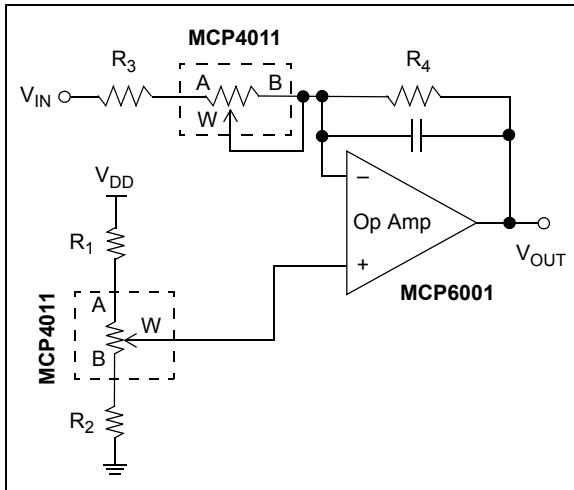 MCP4011
R3
A
B
R4
VIN
W
VDD
−
Op Amp
R1
VOUT
+
MCP6001
A
W
MCP4011
B
R2